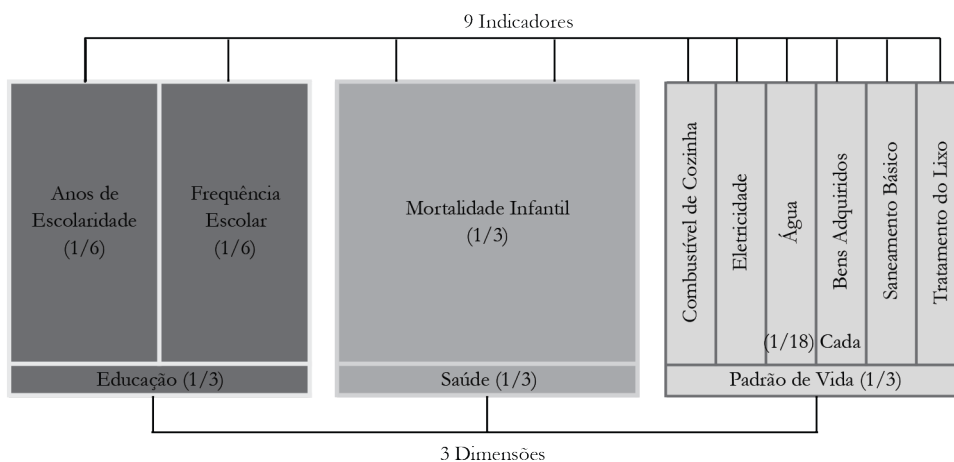 9 Indicadores
Anos de
Escolaridade
(1/6)
Frequência
Escolar
(1/6)
Mortalidade Infantil
(1/3)
Combustível de Cozinha
Eletricidade
Água
Bens Adquiridos
Saneamento Básico
Tratamento do Lixo
(1/18) Cada
Educação (1/3)
Saúde (1/3)
Padrão de Vida (1/3)
3 Dimensões